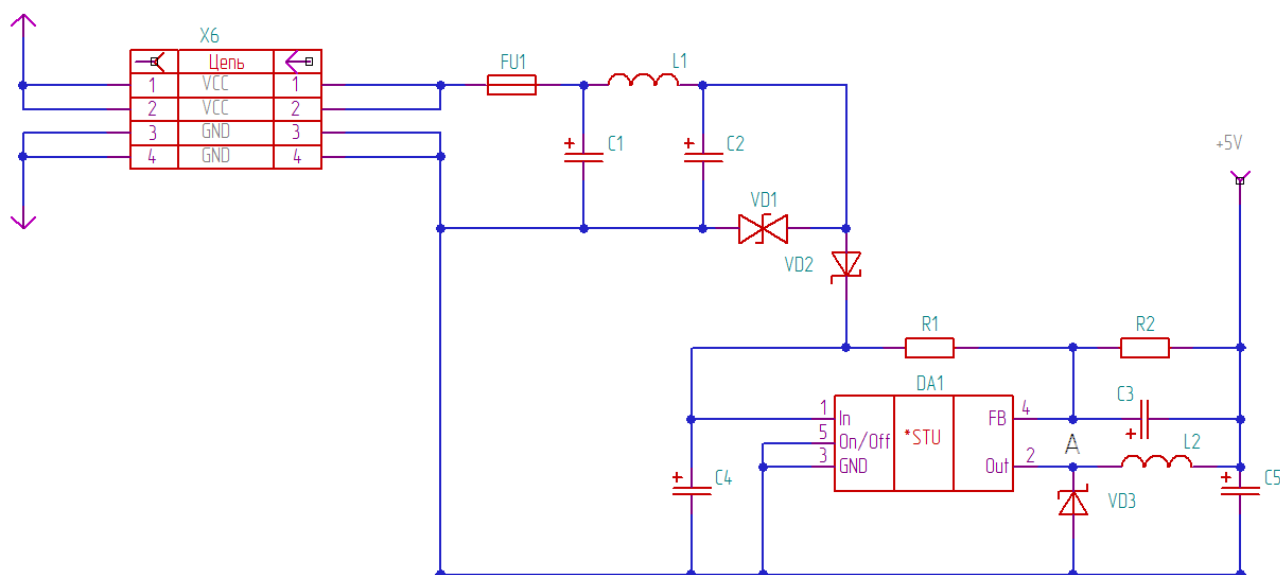 X6
Цепь
1 VCC 1
2 VCC 2
3 GND 3
4 GND 4
FU1
L1
+ C1
+ C2
VD1
VD2
+5V
R1
R2
DA1
1 In
5 On/Off
3 GND
*STU
FB 4
Out 2
C3
+
A
L2
VD3
+ C4
+ C5